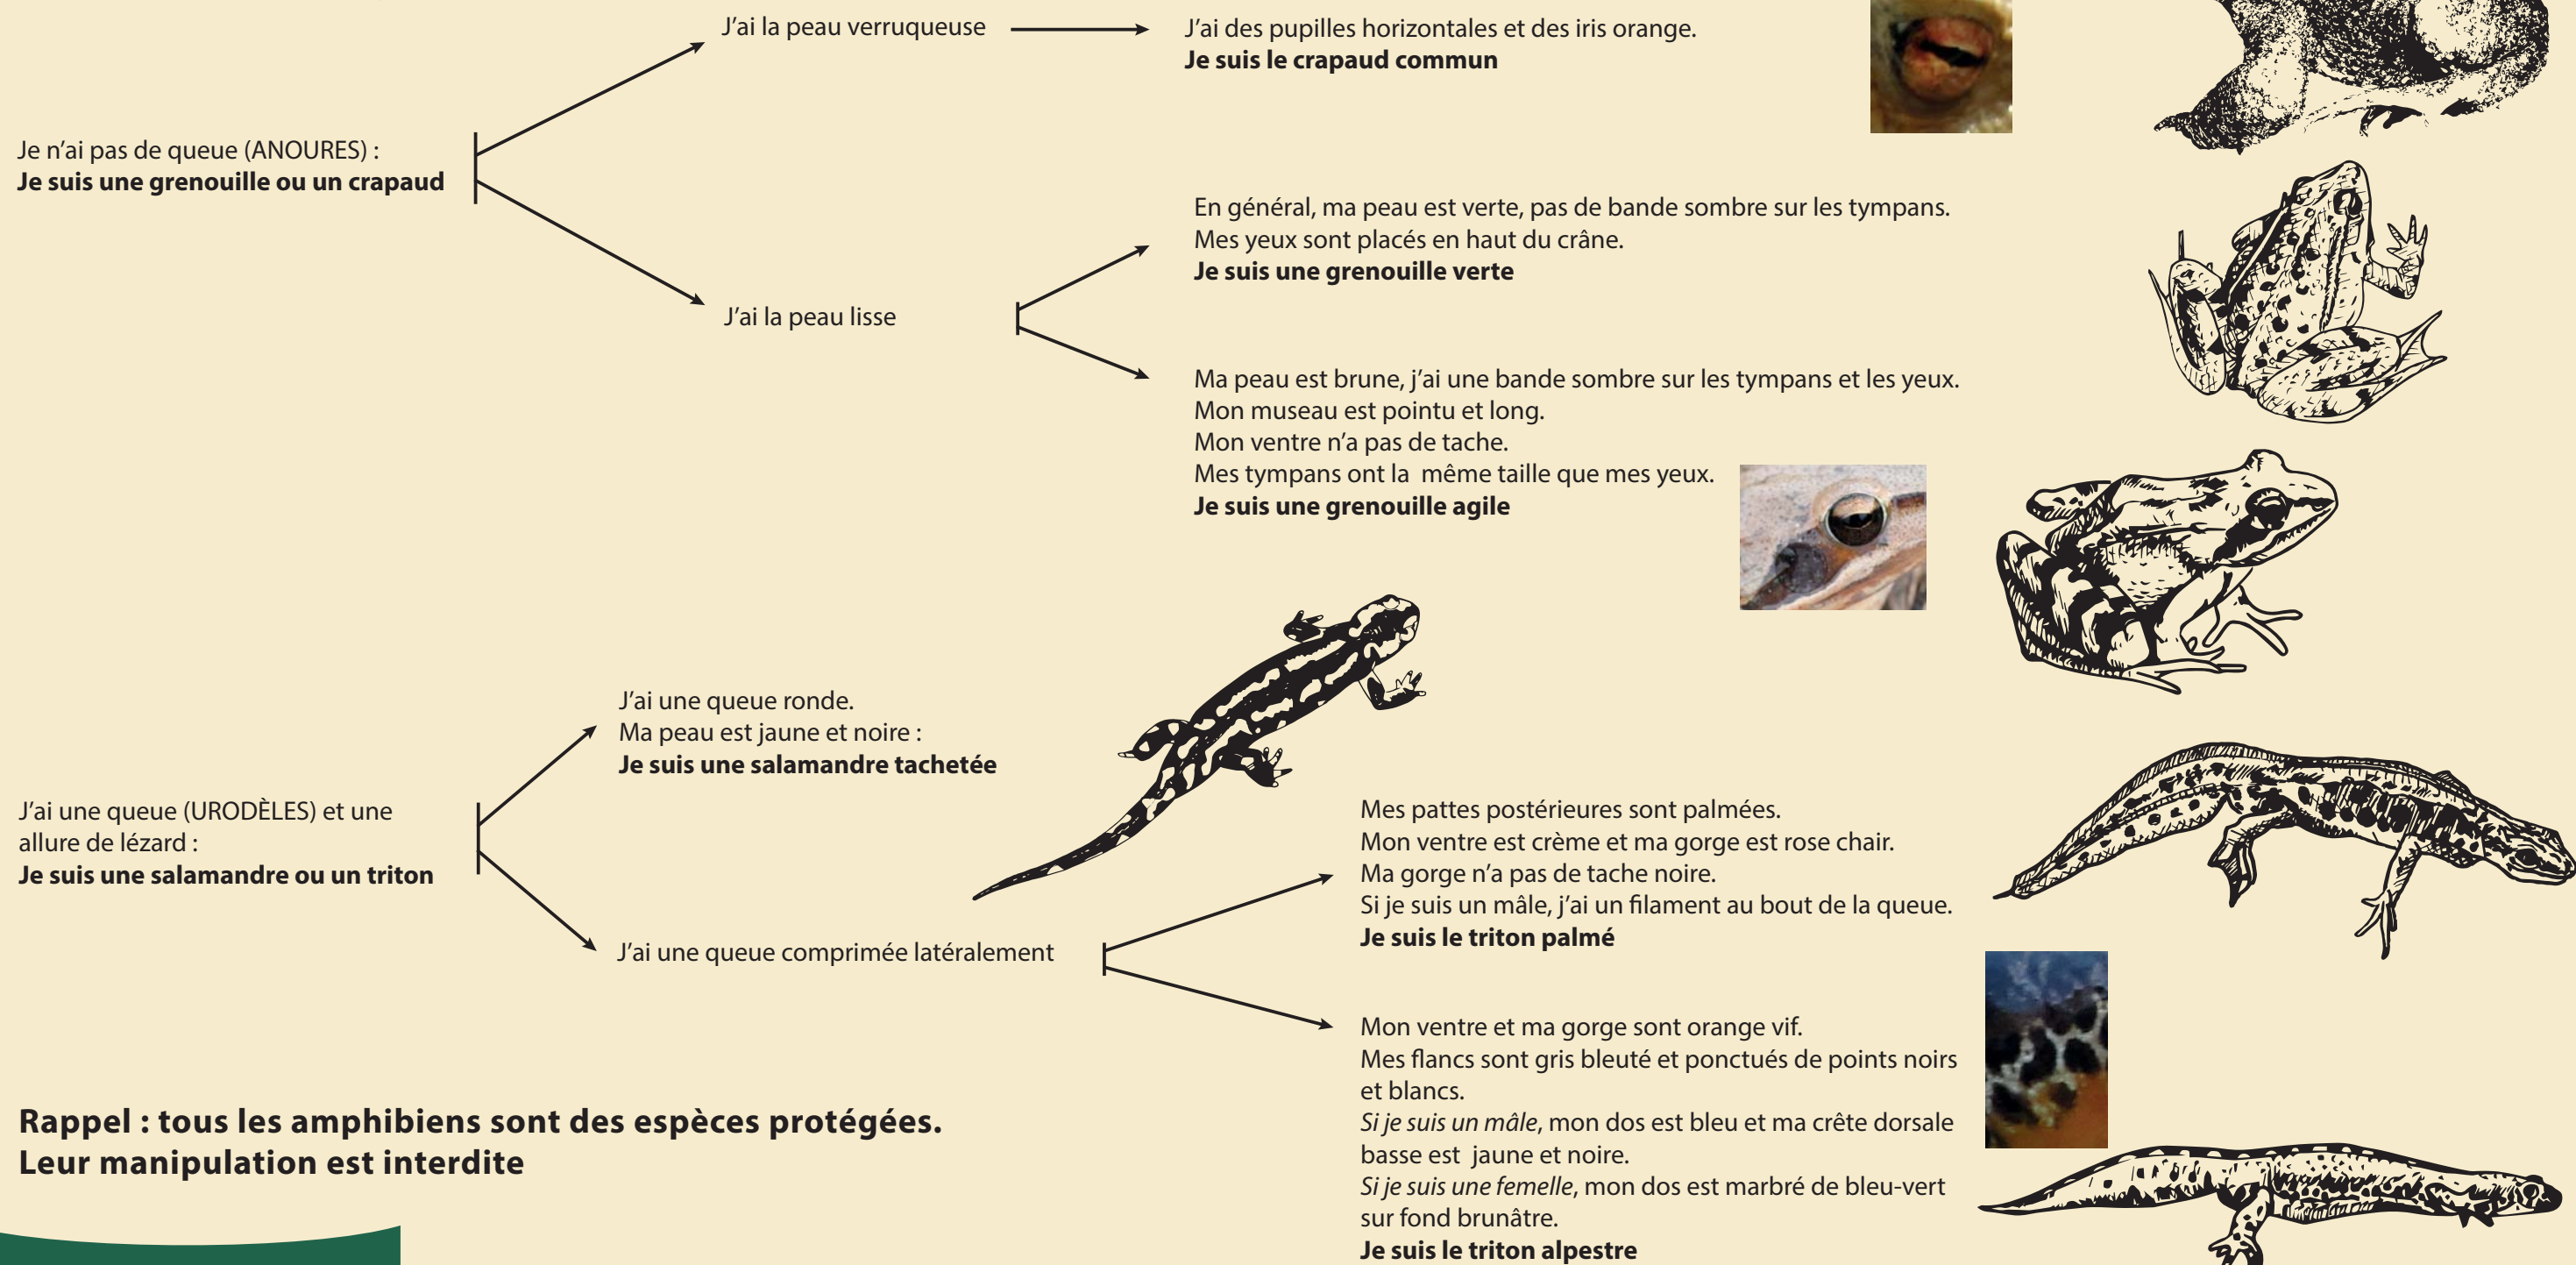 J'ai la peau verruqueuse
J'ai des pupilles horizontales et des iris orange.
Je suis le crapaud commun
Je n'ai pas de queue (ANOURES) :
Je suis une grenouille ou un crapaud
En général, ma peau est verte, pas de bande sombre sur les tympans.
Mes yeux sont placés en haut du crâne.
Je suis une grenouille verte
J'ai la peau lisse
Ma peau est brune, j'ai une bande sombre sur les tympans et les yeux.
Mon museau est pointu et long.
Mon ventre n'a pas de tache.
Mes tympans ont la  même taille que mes yeux.
Je suis une grenouille agile
J'ai une queue ronde.
Ma peau est jaune et noire :
Je suis une salamandre tachetée
J'ai une queue (URODÈLES) et une
allure de lézard :
Je suis une salamandre ou un triton
Mes pattes postérieures sont palmées.
Mon ventre est crème et ma gorge est rose chair.
Ma gorge n'a pas de tache noire.
Si je suis un mâle, j'ai un filament au bout de la queue.
Je suis le triton palmé
J'ai une queue comprimée latéralement
Mon ventre et ma gorge sont orange vif.
Mes flancs sont gris bleuté et ponctués de points noirs
et blancs.
Si je suis un mâle, mon dos est bleu et ma crête dorsale
basse est  jaune et noire.
Si je suis une femelle, mon dos est marbré de bleu-vert
sur fond brunâtre.
Je suis le triton alpestre
Rappel : tous les amphibiens sont des espèces protégées.
Leur manipulation est interdite